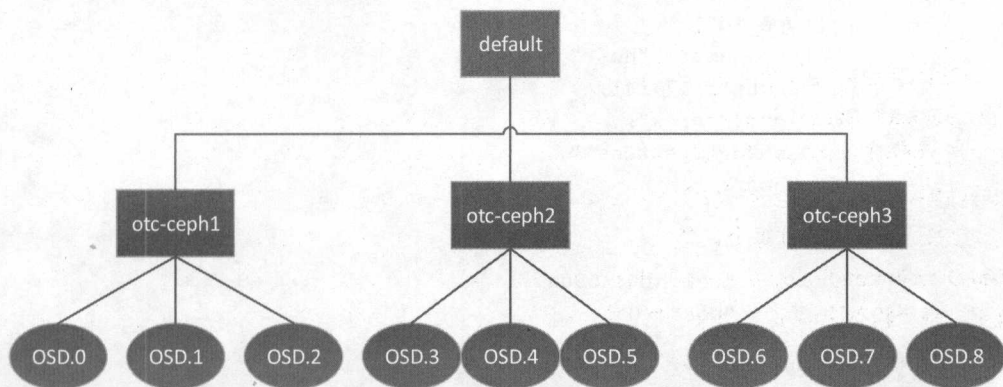 default
otc-ceph1
otc-ceph2
otc-ceph3
OSD.0
OSD.1
OSD.2
OSD.3
OSD.4
OSD.5
OSD.6
OSD.7
OSD.8